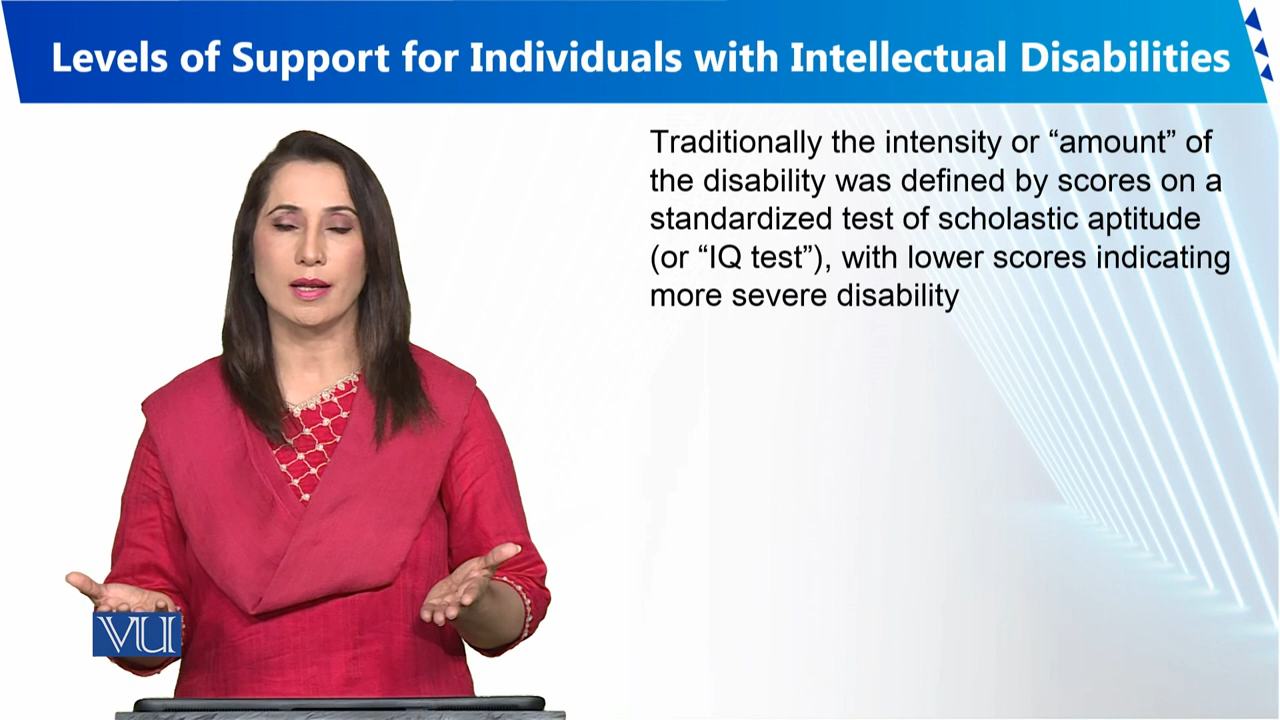 Levels of Support for Individuals with Intellectual Disabilities
Traditionally the intensity or “amount” of
the disability was defined by scores on a
standardized test of scholastic aptitude
(or “IQ test”), with lower scores indicating
more severe disability
VU